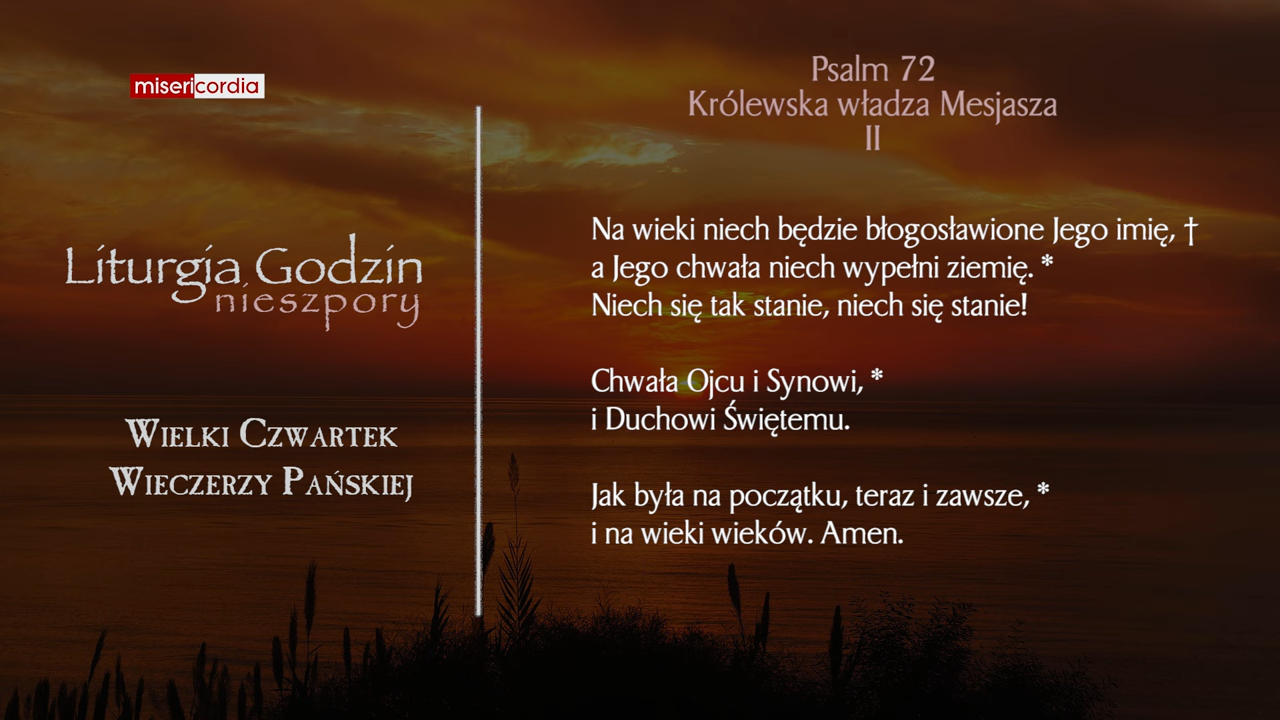 misericordia
Liturgia Godzin
nieszpory
Wielki Czwartek
Wieczerzy Pańskiej
Psalm 72
Królewska władza Mesjasza
II
Na wieki niech będzie błogosławione Jego imię, †
a Jego chwała niech wypełni ziemię. *
Niech się tak stanie, niech się stanie!
Chwała Ojcu i Synowi, *
i Duchowi Świętemu.
Jak była na początku, teraz i zawsze, *
i na wieki wieków. Amen.